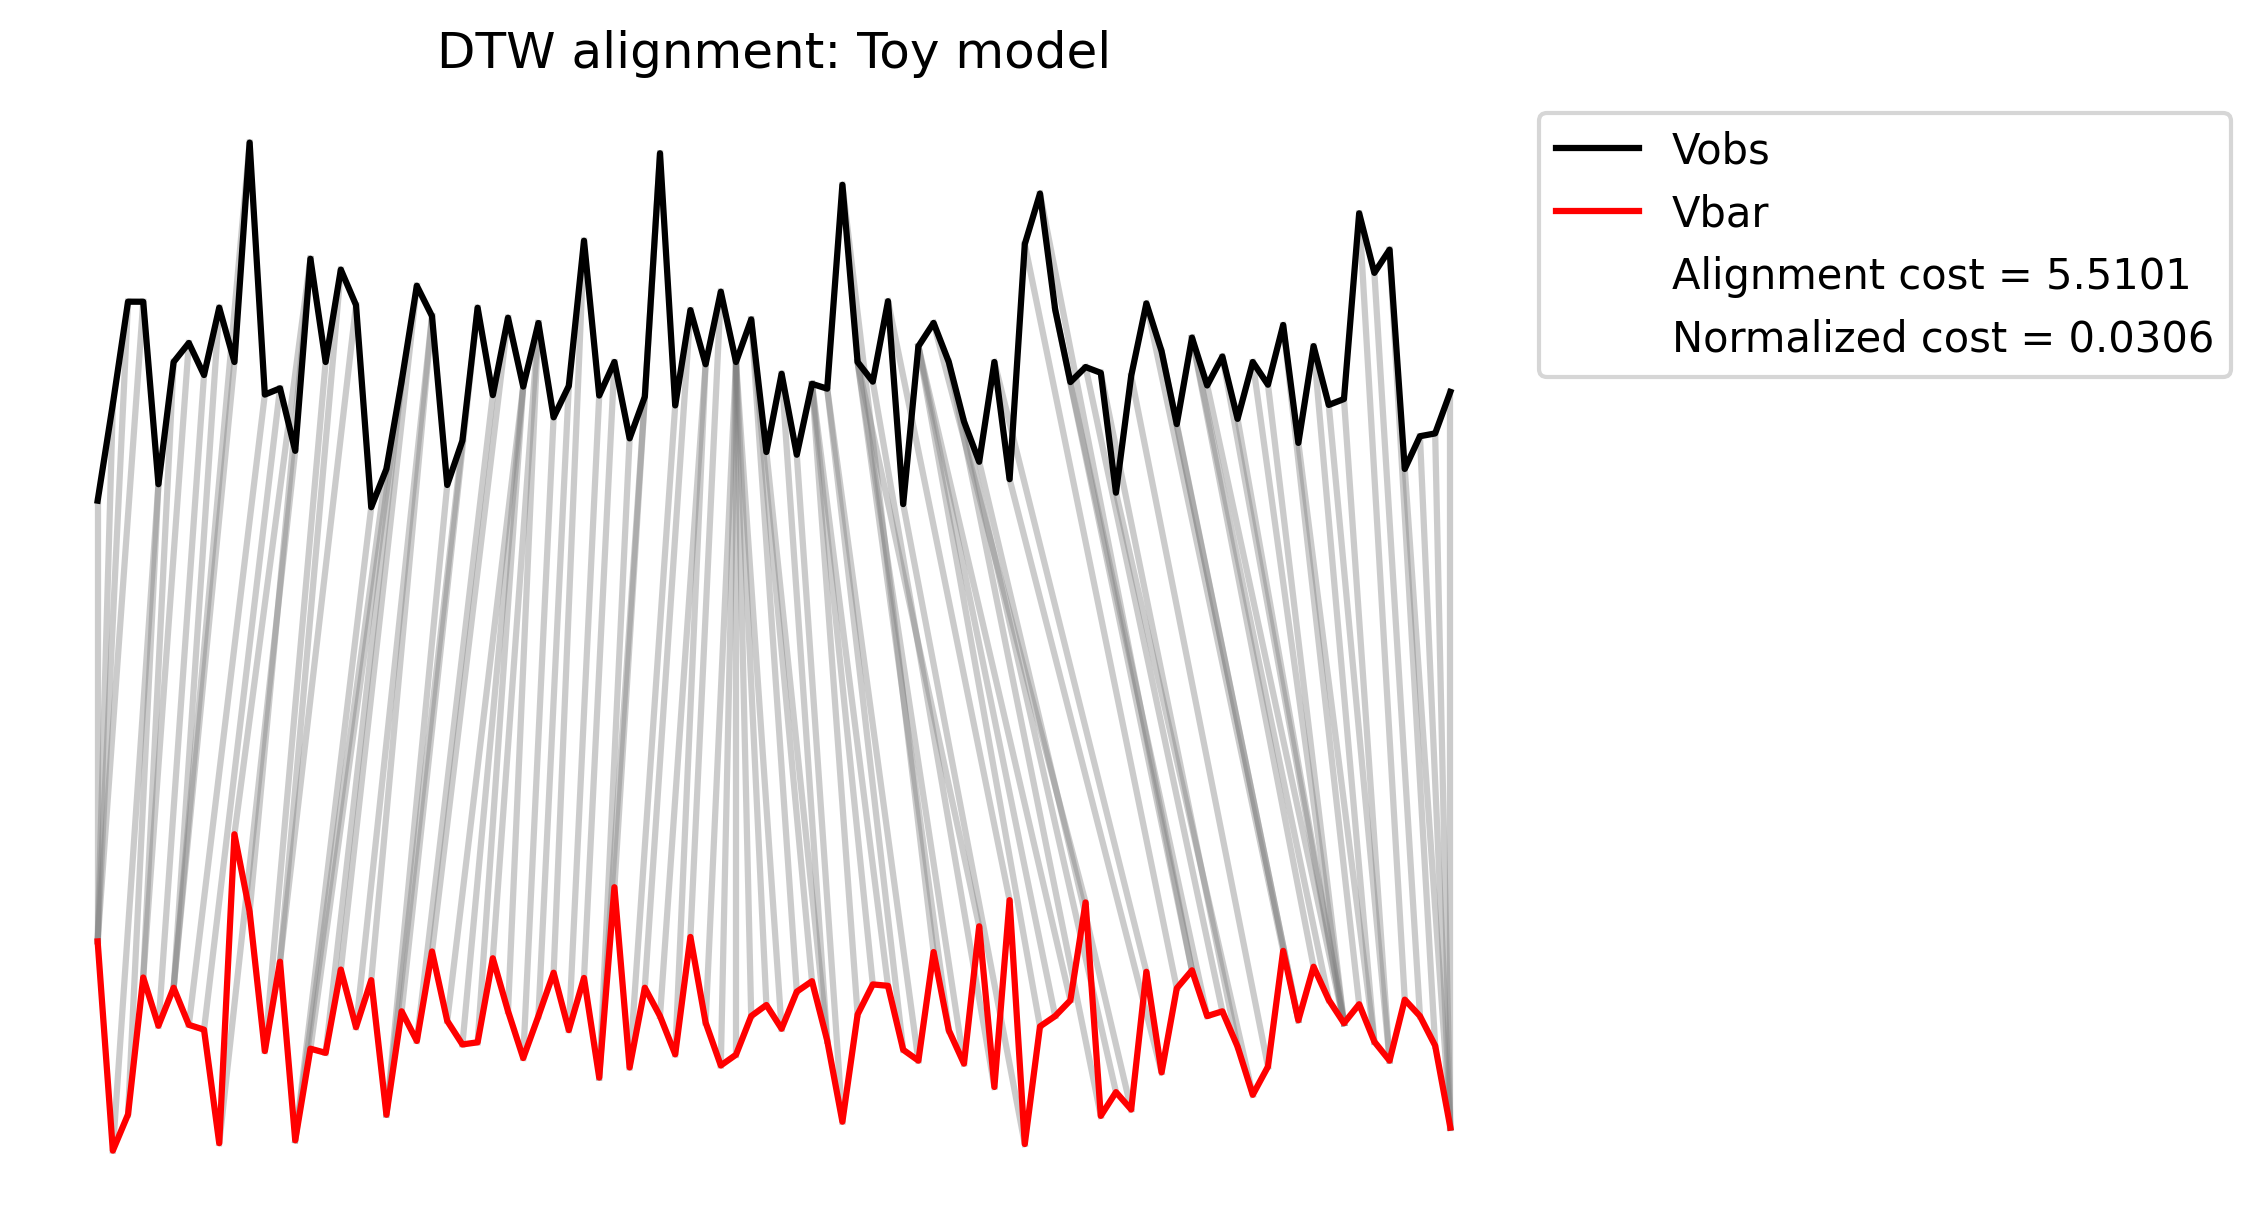 DTW alignment: Toy model
Vobs
Vbar
Alignment cost = 5.5101
Normalized cost = 0.0306